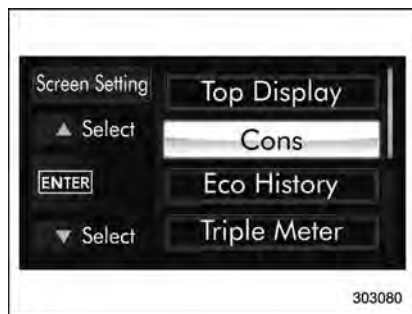 Screen Setting
Top Display
▲ Select
Cons
ENTER
Eco History
▼ Select
Triple Meter
303080